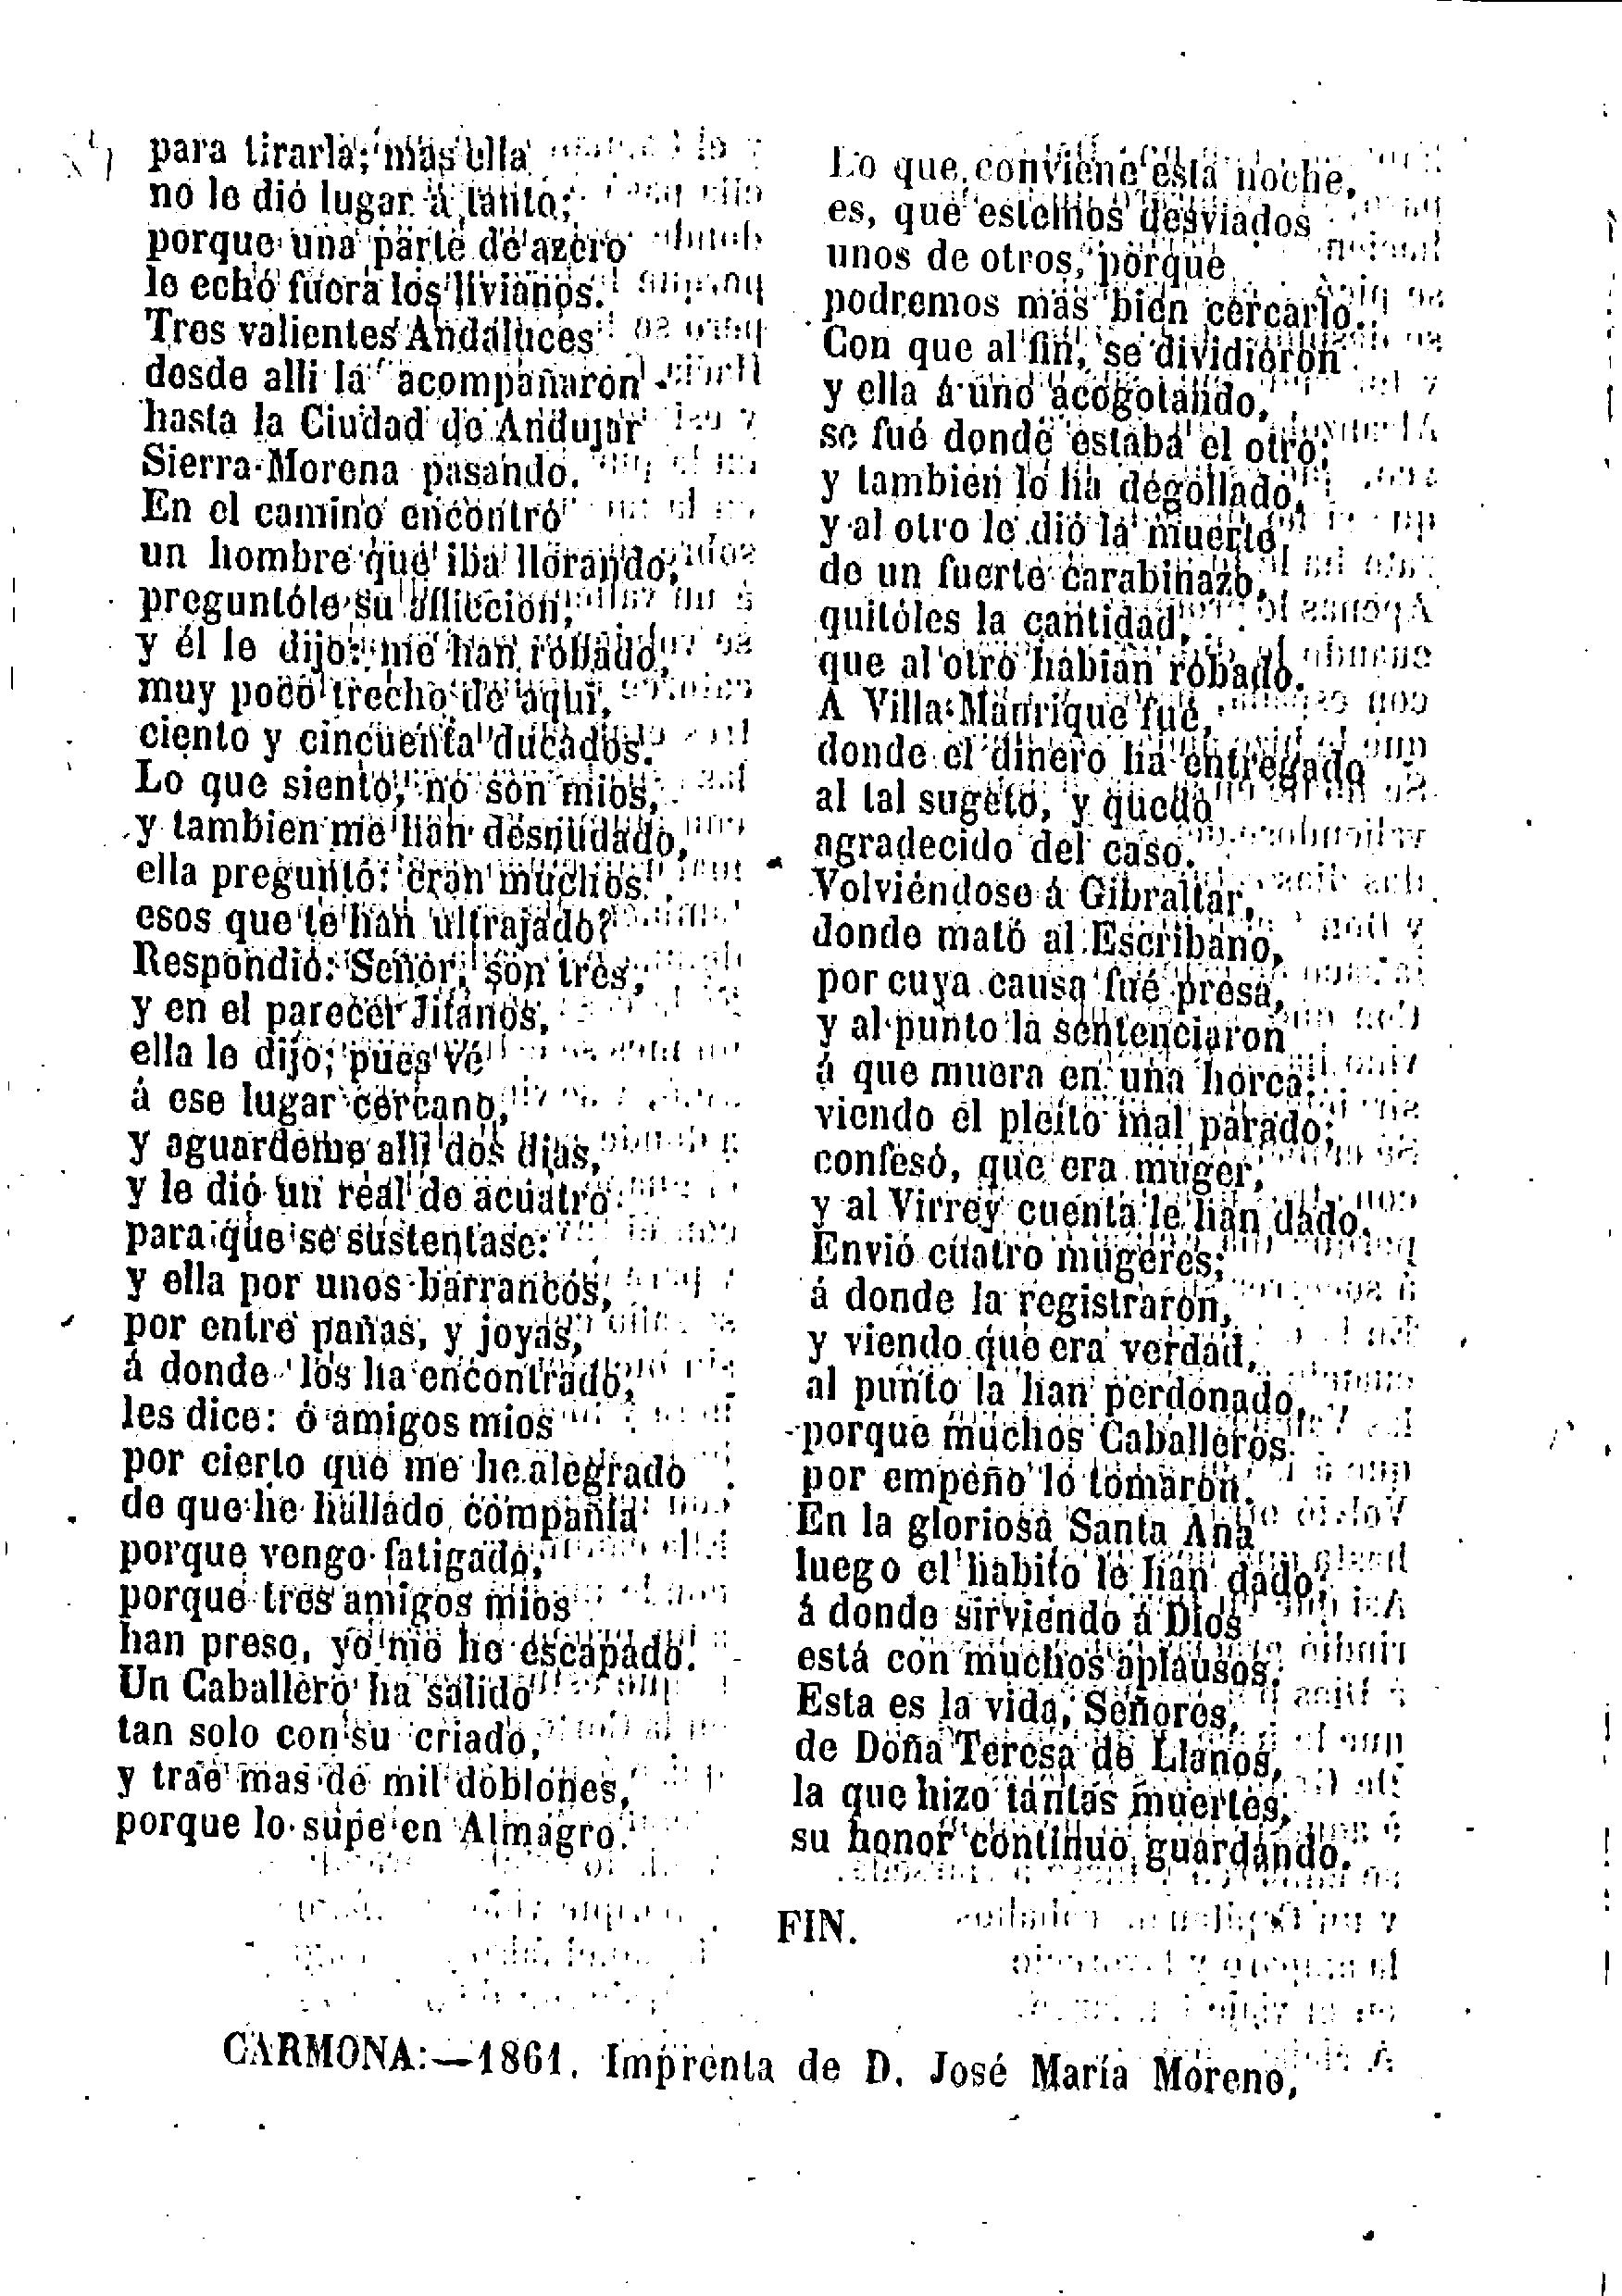 para tirarla; mas ella
no le dió lugar á tanto;
porque una parte de azero
le echó fuera los livianos.
Tres valientes Andaluces
desde alli la acompañaron
hasta la Ciudad de Andujar
Sierra-Morena pasando.
En el camino encontró
un hombre que iba llorando,
preguntóle su afliccion,
y él le dijo: me han robado,
muy poco trecho de aqui,
ciento y cincuenta ducados.
Lo que siento, no son mios,
y tambien me han desnudado,
ella preguntó: eran muchos
esos que te han ultrajado?
Respondió: Señor, son tres,
y en el parecer Jitanos,
ella le dijo; pues vé
á ese lugar cercano,
y aguardeme alli dos dias,
y le dió un real de acuatro
para que se sustentase:
y ella por unos barrancos,
por entre pañas, y joyas,
á donde los ha encontrado,
les dice: ó amigos mios
por cierto que me he alegrado
de que he hallado compañia
porque vengo fatigado,
porque tres amigos mios
han preso, yo me he escapado.
Un Caballero ha salido
tan solo con su criado,
y trae mas de mil doblones,
porque lo supe en Almagro.
Lo que conviene esta noche,
es, que estemos desviados
unos de otros, porque
podremos mas bien cercarlo.
Con que al fin, se dividieron
y ella á uno acogotando,
se fué donde estaba el otro;
y también lo ha degollado,
y al otro le dió la muerte,
de un fuerte carabinazo,
quitóles la cantidad,
que al otro habian robado.
A Villa-Manrique fué,
donde el dinero ha entregado
al tal sugeto, y quedó
agradecido del caso.
Volviéndose á Gibraltar,
donde mató al Escribano,
por cuya causa fué presa,
y al punto la sentenciaron
á que muera en una horca:
viendo el pleito mal parado;
confesó, que era muger,
y al Virrey cuenta le han dado.
Envió cuatro mugeres;
á donde la registraron,
y viendo que era verdad,
al punto la han perdonado,
porque muchos Caballeros
por empeño lo tomaron.
En la gloriosa Santa Ana
luego el habito le han dado,
á donde sirviendo á Dios
está con muchos aplausos.
Esta es la vida, Señores,
de Doña Teresa de Llanos,
la que hizo tantas muertes,
su honor continuo guardando.
FIN.
CARMONA:—1861. Imprenta de D. José María Moreno,